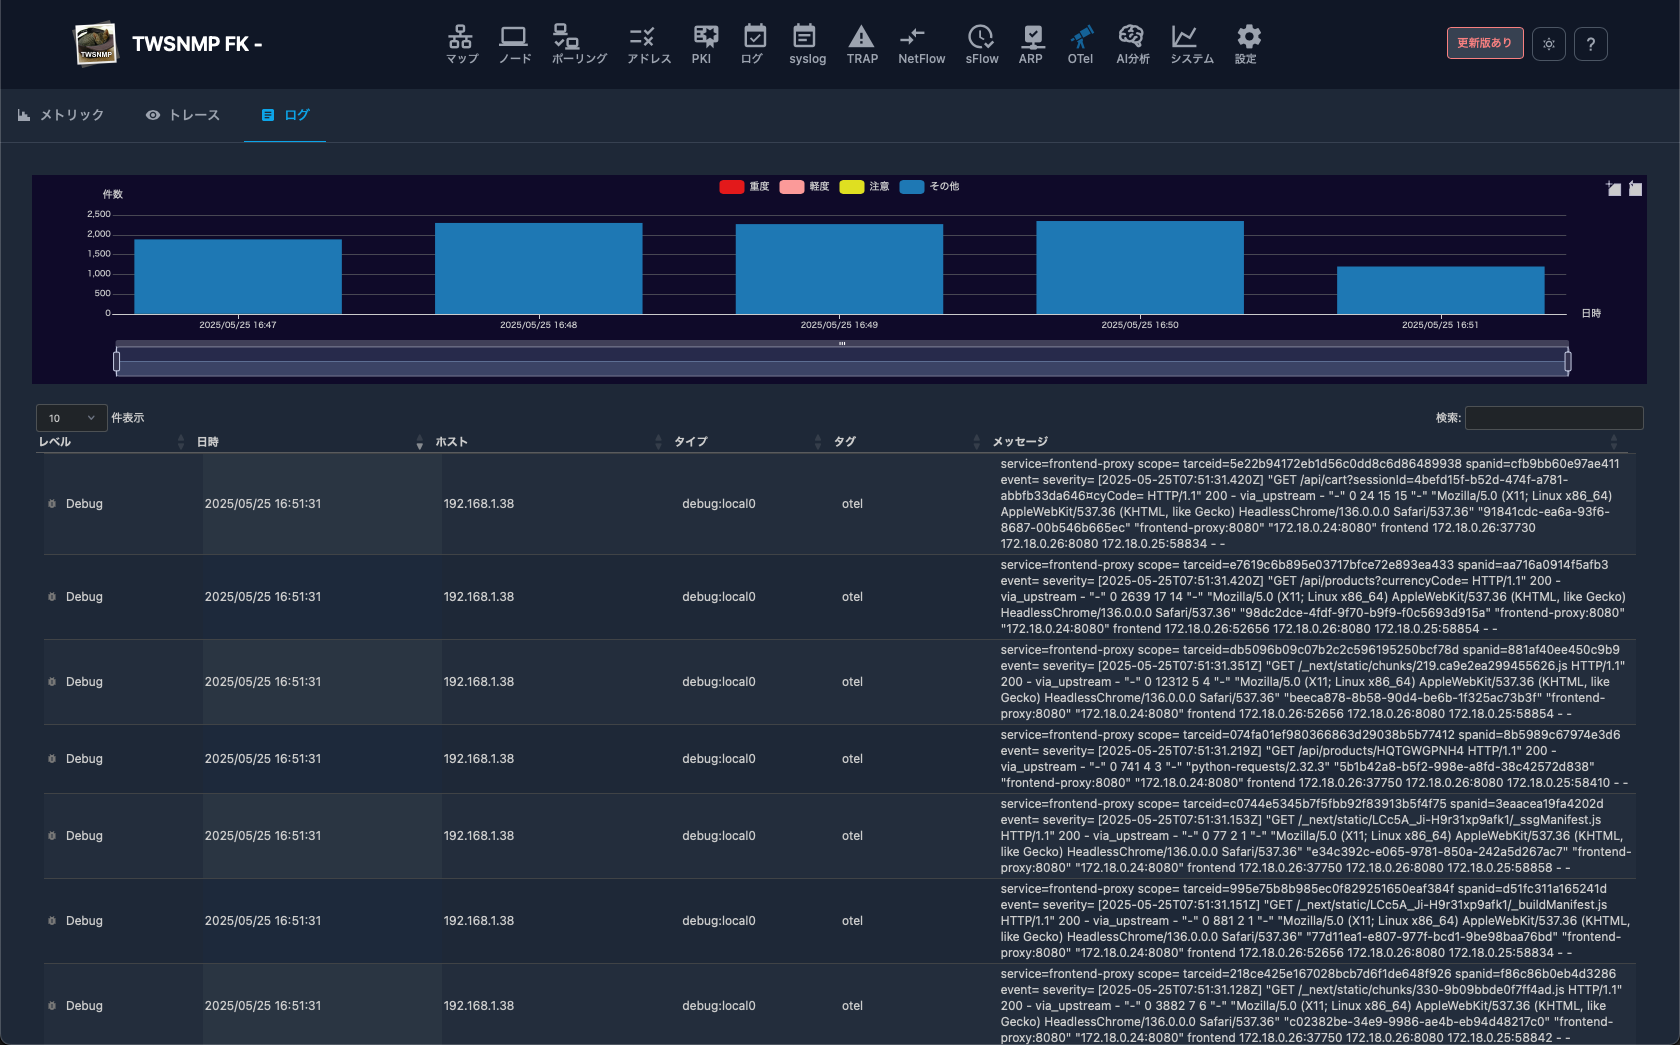 TWSNMP FK -
マップ
ノード
ポーリング
アドレス
PKI
ログ
syslog
TRAP
NetFlow
sFlow
ARP
OTel
AI分析
システム
設定
更新版あり
?
TWSNMP
メトリック
トレース
ログ
重度
軽度
注意
その他
件数
2,500
2,000
1,500
1,000
500
0
2025/05/25 16:47
2025/05/25 16:48
2025/05/25 16:49
2025/05/25 16:50
2025/05/25 16:51
日時
10 件表示
検索:
レベル 日時 ホスト タイプ タグ メッセージ
Debug 2025/05/25 16:51:31 192.168.1.38 debug:local0 otel
service=frontend-proxy scope= tarceid=5e22b94172eb1d56c0dd8c6d86489938 spanid=cfb9bb60e97ae411
event= severity= [2025-05-25T07:51:31.420Z] "GET /api/cart?sessionId=4befd15f-b52d-474f-a781-
abbfb33da646¤cyCode= HTTP/1.1" 200 - via_upstream - "-" 0 24 15 15 "-" "Mozilla/5.0 (X11; Linux x86_64)
AppleWebKit/537.36 (KHTML, like Gecko) HeadlessChrome/136.0.0.0 Safari/537.36" "91841cdc-ea6a-93f6-
8687-00b546b665ec" "frontend-proxy:8080" "172.18.0.24:8080" frontend 172.18.0.26:37730
172.18.0.26:8080 172.18.0.25:58834 - -
Debug 2025/05/25 16:51:31 192.168.1.38 debug:local0 otel
service=frontend-proxy scope= tarceid=e7619c6b895e03717bfce72e893ea433 spanid=aa716a0914f5afb3
event= severity= [2025-05-25T07:51:31.420Z] "GET /api/products?currencyCode= HTTP/1.1" 200 -
via_upstream - "-" 0 2639 17 14 "-" "Mozilla/5.0 (X11; Linux x86_64) AppleWebKit/537.36 (KHTML, like Gecko)
HeadlessChrome/136.0.0.0 Safari/537.36" "98dc2dce-4fdf-9f70-b9f9-f0c5693d915a" "frontend-proxy:8080"
"172.18.0.24:8080" frontend 172.18.0.26:52656 172.18.0.26:8080 172.18.0.25:58854 - -
Debug 2025/05/25 16:51:31 192.168.1.38 debug:local0 otel
service=frontend-proxy scope= tarceid=db5096b09c07b2c2c596195250bcf78d spanid=881af40ee450c9b9
event= severity= [2025-05-25T07:51:31.351Z] "GET /_next/static/chunks/219.ca9e2ea299455626.js HTTP/1.1"
200 - via_upstream - "-" 0 12312 5 4 "-" "Mozilla/5.0 (X11; Linux x86_64) AppleWebKit/537.36 (KHTML, like
Gecko) HeadlessChrome/136.0.0.0 Safari/537.36" "beeca878-8b58-90d4-be6b-1f325ac73b3f" "frontend-
proxy:8080" "172.18.0.24:8080" frontend 172.18.0.26:52656 172.18.0.26:8080 172.18.0.25:58854 - -
Debug 2025/05/25 16:51:31 192.168.1.38 debug:local0 otel
service=frontend-proxy scope= tarceid=074fa01ef980366863d29038b5b77412 spanid=8b5989c67974e3d6
event= severity= [2025-05-25T07:51:31.219Z] "GET /api/products/HQTGWGPNH4 HTTP/1.1" 200 -
via_upstream - "-" 0 741 4 3 "-" "python-requests/2.32.3" "5b1b42a8-b5f2-998e-a8fd-38c42572d838"
"frontend-proxy:8080" "172.18.0.24:8080" frontend 172.18.0.26:37750 172.18.0.26:8080 172.18.0.25:58410 - -
Debug 2025/05/25 16:51:31 192.168.1.38 debug:local0 otel
service=frontend-proxy scope= tarceid=c0744e5345b7f5fbb92f83913b5f4f75 spanid=3eaacea19fa4202d
event= severity= [2025-05-25T07:51:31.153Z] "GET /_next/static/LCc5A_Ji-H9r31xp9afk1/_ssgManifest.js
HTTP/1.1" 200 - via_upstream - "-" 0 77 2 1 "-" "Mozilla/5.0 (X11; Linux x86_64) AppleWebKit/537.36 (KHTML,
like Gecko) HeadlessChrome/136.0.0.0 Safari/537.36" "e34c392c-e065-9781-850a-242a5d267ac7" "frontend-
proxy:8080" "172.18.0.24:8080" frontend 172.18.0.26:37750 172.18.0.26:8080 172.18.0.25:58858 - -
Debug 2025/05/25 16:51:31 192.168.1.38 debug:local0 otel
service=frontend-proxy scope= tarceid=995e75b8b985ec0f829251650eaf384f spanid=d51fc311a165241d
event= severity= [2025-05-25T07:51:31.151Z] "GET /_next/static/LCc5A_Ji-H9r31xp9afk1/_buildManifest.js
HTTP/1.1" 200 - via_upstream - "-" 0 881 2 1 "-" "Mozilla/5.0 (X11; Linux x86_64) AppleWebKit/537.36 (KHTML,
like Gecko) HeadlessChrome/136.0.0.0 Safari/537.36" "77d11ea1-e807-977f-bcd1-9be98baa76bd" "frontend-
proxy:8080" "172.18.0.24:8080" frontend 172.18.0.26:52656 172.18.0.26:8080 172.18.0.25:58834 - -
Debug 2025/05/25 16:51:31 192.168.1.38 debug:local0 otel
service=frontend-proxy scope= tarceid=218ce425e167028bcb7d6f1de648f926 spanid=f86c86b0eb4d3286
event= severity= [2025-05-25T07:51:31.128Z] "GET /_next/static/chunks/330-9b09bbde0f7ff4ad.js HTTP/1.1"
200 - via_upstream - "-" 0 3882 7 6 "-" "Mozilla/5.0 (X11; Linux x86_64) AppleWebKit/537.36 (KHTML, like
Gecko) HeadlessChrome/136.0.0.0 Safari/537.36" "c02382be-34e9-9986-ae4b-eb94d48217c0" "frontend-
proxy:8080" "172.18.0.24:8080" frontend 172.18.0.26:37750 172.18.0.26:8080 172.18.0.25:58842 - -